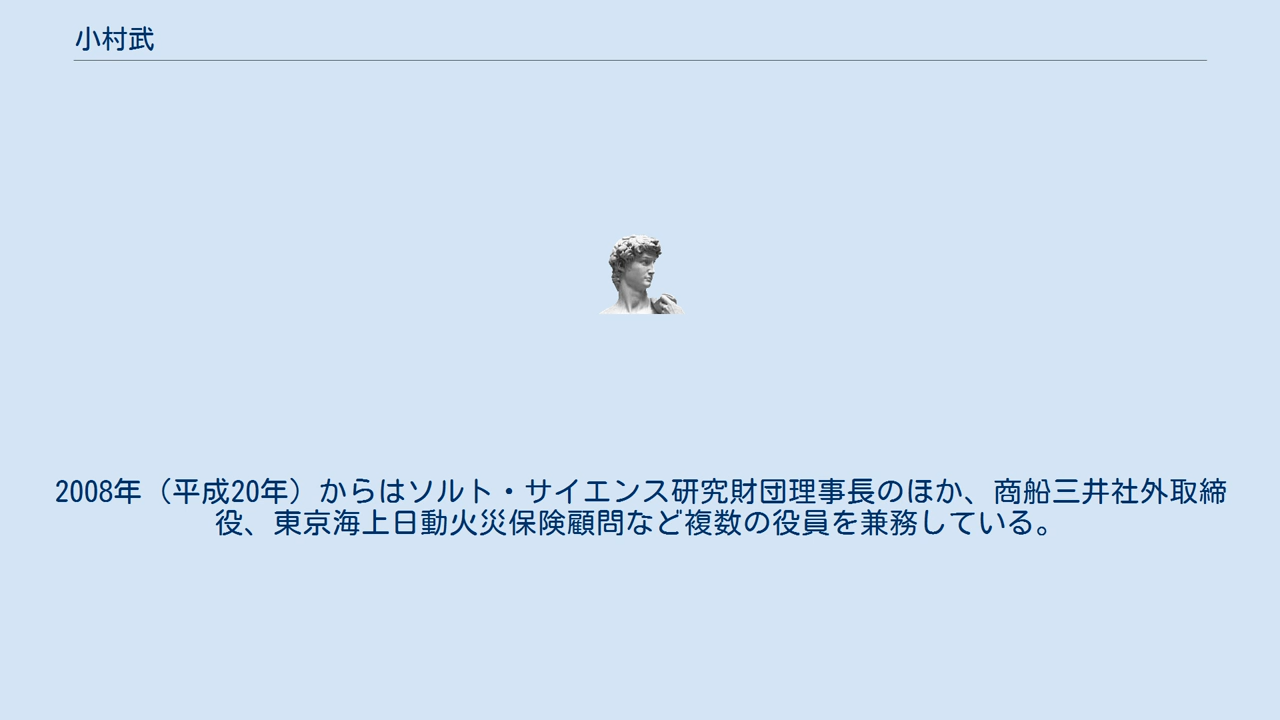 小村武
2008年（平成20年）からはソルト・サイエンス研究財団理事長のほか、商船三井社外取締
役、東京海上日動火災保険顧問など複数の役員を兼務している。